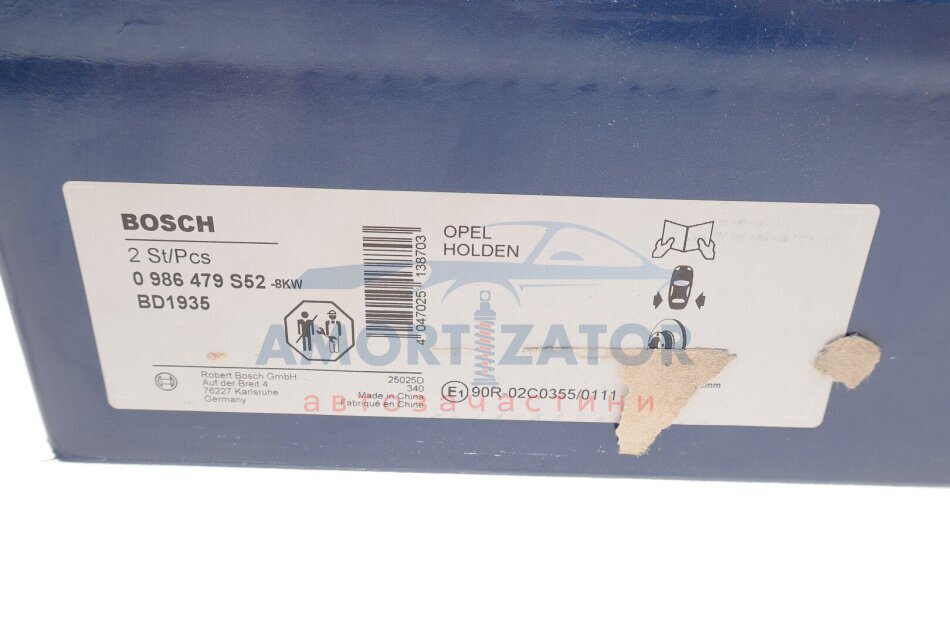 BOSCH
2 St/Pcs
0 986 479 S52 -8KW
BD1935
4 047025 138703
OPEL
HOLDEN
AMORTIZATOR
автозапчастини
Robert Bosch GmbH
Auf der Breit 4
76227 Karlsruhe
Germany
25025D
340
Made in China
Fabriqué en Chine
E1 90R-02C0355/0111
mm